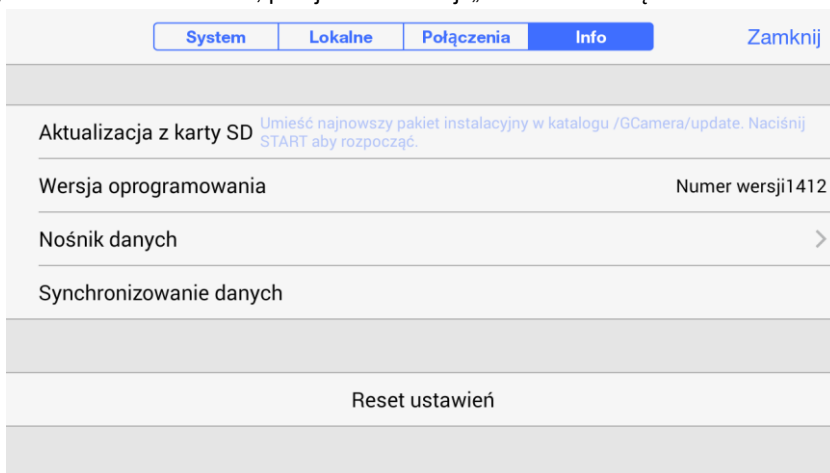 System Lokalne Połączenia Info Zamknij
Aktualizacja z karty SD Umieść najnowszy pakiet instalacyjny w katalogu /GCamera/update. Naciśnij
START aby rozpocząć.
Wersja oprogramowania Numer wersji1412
Nośnik danych
Synchronizowanie danych
Reset ustawień